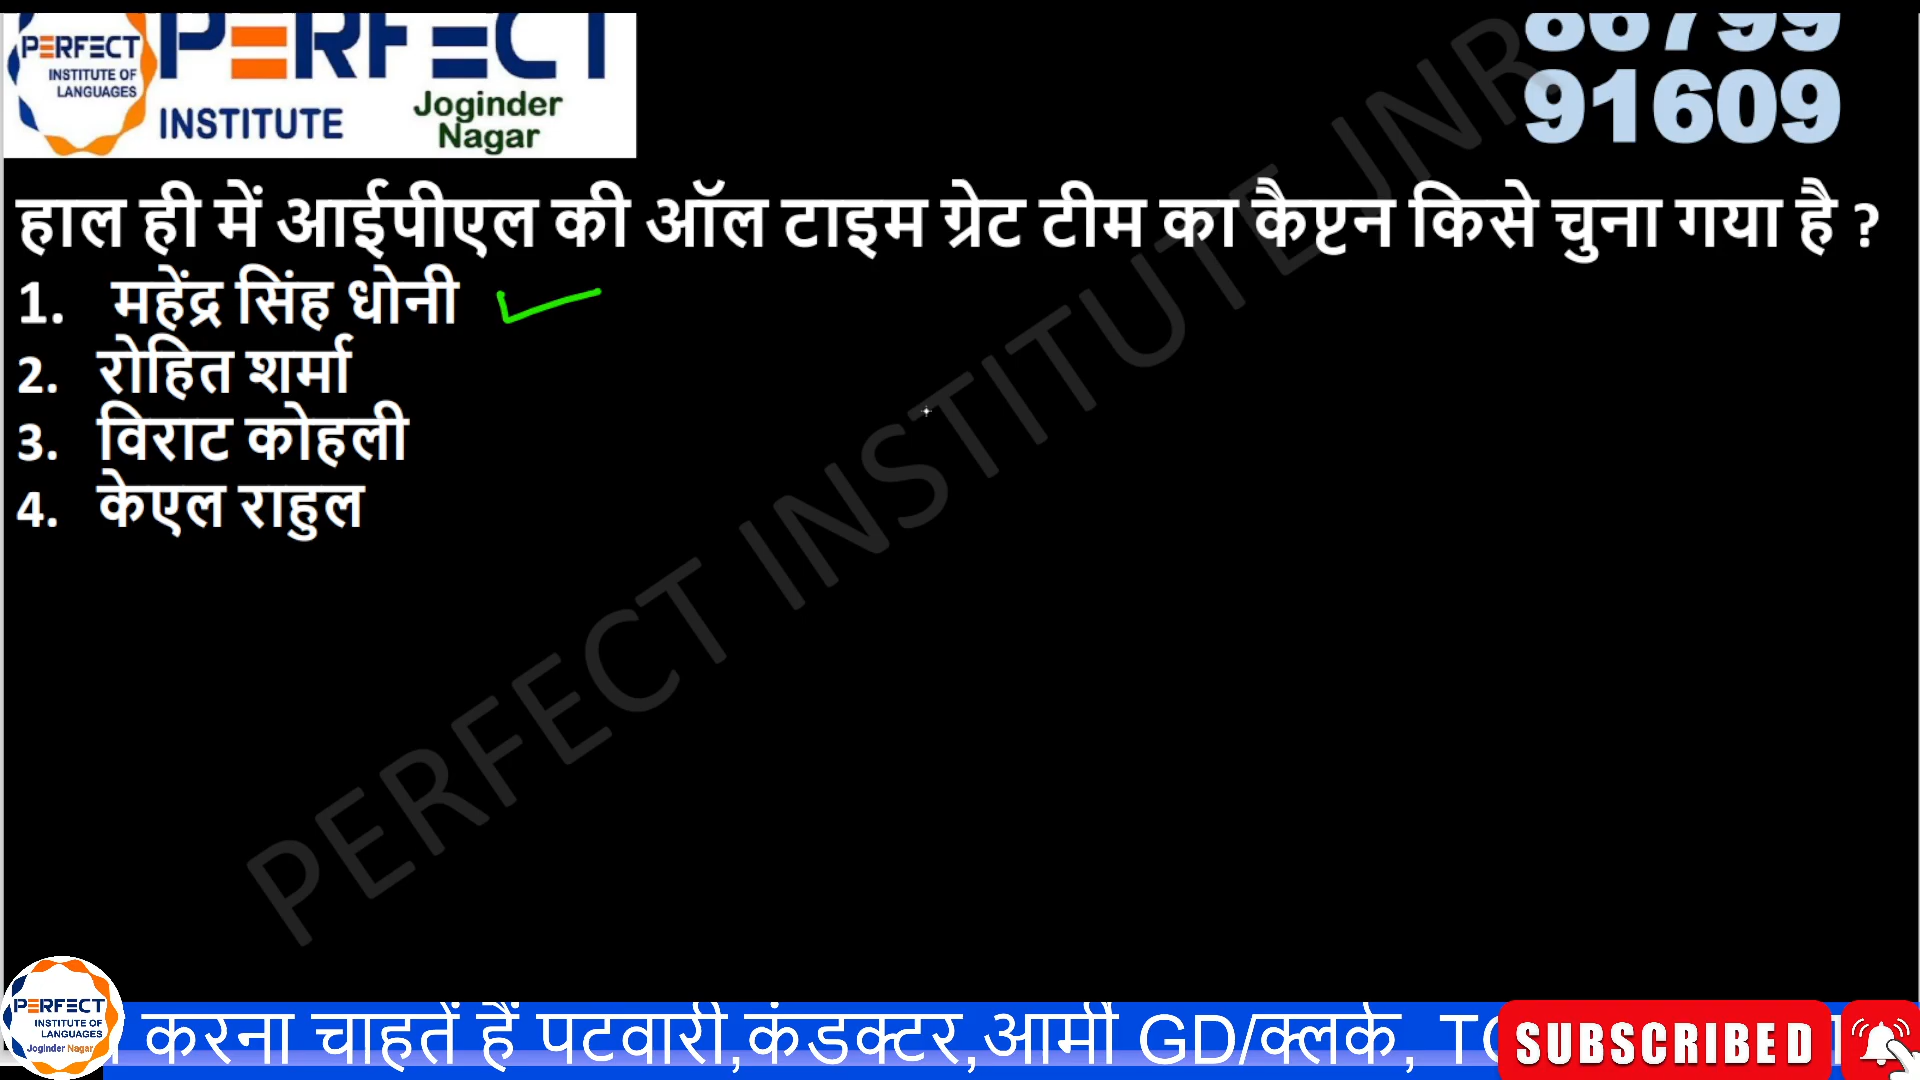 PERFECT
INSTITUTE OF
LANGUAGES
PERFECT
INSTITUTE
Joginder
Nagar
86799
91609
हाल ही में आईपीएल की ऑल टाइम ग्रेट टीम का कैप्टन किसे चुना गया है ?
1. महेंद्र सिंह धोनी
2. रोहित शर्मा
3. विराट कोहली
4. केएल राहुल
PERFECT INSTITUTE JNR
PERFECT
INSTITUTE OF
LANGUAGES
Joginder Nagar
करना चाहतें हैं पटवारी,कंडक्टर,आर्मी GD/क्लर्क,
SUBSCRIBED